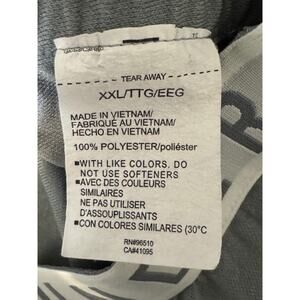 TEAR AWAY
XXL/TTG/EEG
MADE IN VIETNAM/
FABRIQUÉ AU VIETNAM/
HECHO EN VIETNAM
100% POLYESTER/poliéster
■WITH LIKE COLORS. DO
NOT USE SOFTENERS
■AVEC DES COULEURS
SIMILAIRES
NE PAS UTILISER
D'ASSOUPLISSANTS
■CON COLORES SIMILARES (30°C
RN#96510
CA#41095